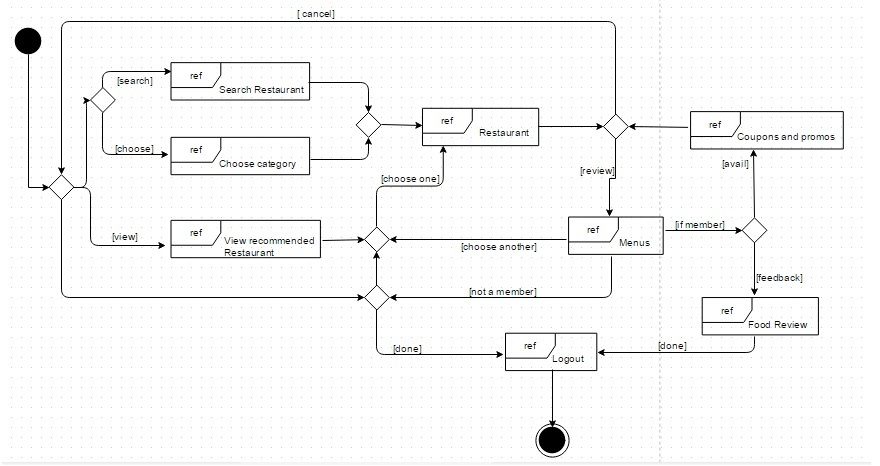 [ cancel]
ref
Search Restaurant
[search]
ref
Restaurant
ref
Coupons and promos
[choose]
ref
Choose category
[choose one]
[review]
[avail]
ref
View recommended
Restaurant
[view]
[choose another]
ref
Menus
[if member]
[feedback]
[not a member]
ref
Food Review
[done]
ref
Logout
[done]